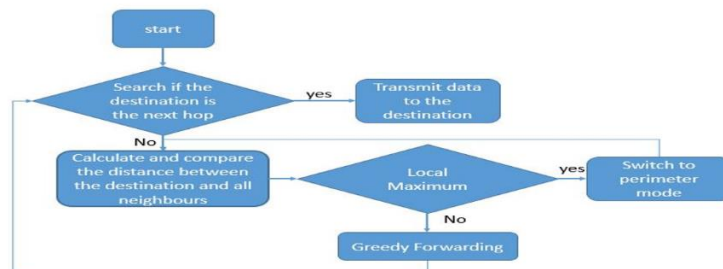 start
Search if the
destination is
the next hop
yes
Transmit data
to the
destination
No
Calculate and compare
the distance between
the destination and all
neighbours
Local
Maximum
yes
Switch to
perimeter
mode
No
Greedy Forwarding